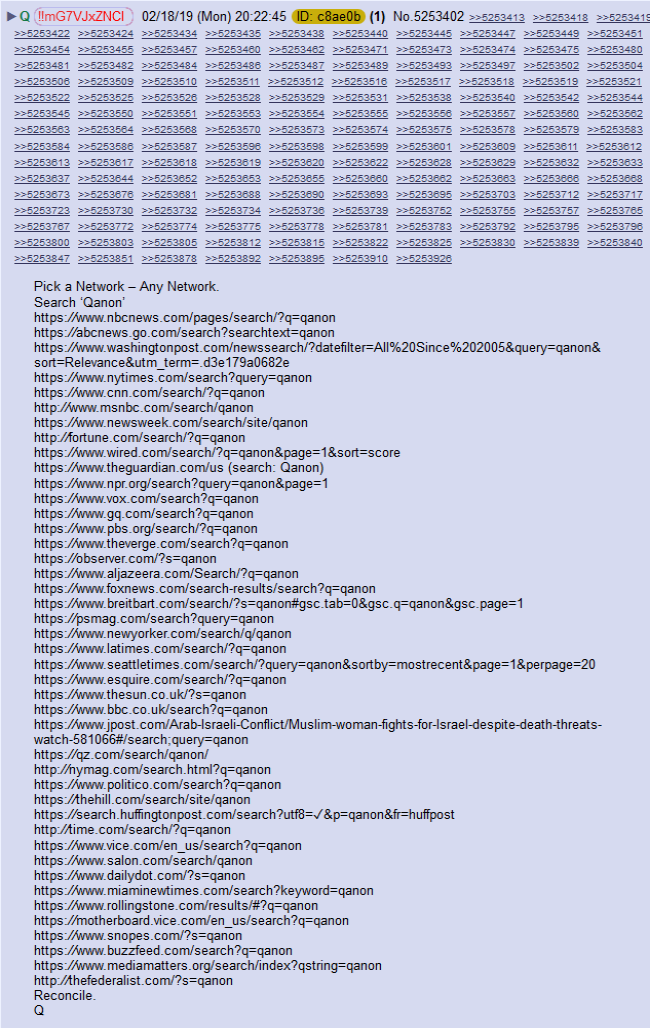 ▶ Q !!mG7VJxZNCI 02/18/19 (Mon) 20:22:45 ID: c8ae0b (1) No.5253402 >>5253413 >>5253418 >>5253419
>>5253422 >>5253424 >>5253434 >>5253435 >>5253438 >>5253440 >>5253445 >>5253447 >>5253449 >>5253451
>>5253454 >>5253455 >>5253457 >>5253460 >>5253462 >>5253471 >>5253473 >>5253474 >>5253475 >>5253480
>>5253481 >>5253482 >>5253484 >>5253486 >>5253487 >>5253489 >>5253493 >>5253497 >>5253502 >>5253504
>>5253506 >>5253509 >>5253510 >>5253511 >>5253512 >>5253516 >>5253517 >>5253518 >>5253519 >>5253521
>>5253522 >>5253525 >>5253526 >>5253528 >>5253529 >>5253531 >>5253538 >>5253540 >>5253542 >>5253544
>>5253545 >>5253550 >>5253551 >>5253553 >>5253554 >>5253555 >>5253556 >>5253557 >>5253560 >>5253562
>>5253563 >>5253564 >>5253568 >>5253570 >>5253573 >>5253574 >>5253575 >>5253578 >>5253579 >>5253583
>>5253584 >>5253586 >>5253587 >>5253596 >>5253598 >>5253599 >>5253601 >>5253609 >>5253611 >>5253612
>>5253613 >>5253617 >>5253618 >>5253619 >>5253620 >>5253622 >>5253628 >>5253629 >>5253632 >>5253633
>>5253637 >>5253644 >>5253652 >>5253653 >>5253655 >>5253660 >>5253662 >>5253663 >>5253666 >>5253668
>>5253673 >>5253676 >>5253681 >>5253688 >>5253690 >>5253693 >>5253695 >>5253703 >>5253712 >>5253717
>>5253723 >>5253730 >>5253732 >>5253734 >>5253736 >>5253739 >>5253752 >>5253755 >>5253757 >>5253765
>>5253767 >>5253772 >>5253774 >>5253775 >>5253778 >>5253781 >>5253783 >>5253792 >>5253795 >>5253796
>>5253800 >>5253803 >>5253805 >>5253812 >>5253815 >>5253822 >>5253825 >>5253830 >>5253839 >>5253840
>>5253847 >>5253851 >>5253878 >>5253892 >>5253895 >>5253910 >>5253926
Pick a Network – Any Network.
Search ‘Qanon’
https://www.nbcnews.com/pages/search/?q=qanon
https://abcnews.go.com/search?searchtext=qanon
https://www.washingtonpost.com/newssearch/?datefilter=All%20Since%202005&query=qanon&
sort=Relevance&utm_term=.d3e179a0682e
https://www.nytimes.com/search?query=qanon
https://www.cnn.com/search/?q=qanon
http://www.msnbc.com/search/qanon
https://www.newsweek.com/search/site/qanon
http://fortune.com/search/?q=qanon
https://www.wired.com/search/?q=qanon&page=1&sort=score
https://www.theguardian.com/us (search: Qanon)
https://www.npr.org/search?query=qanon&page=1
https://www.vox.com/search?q=qanon
https://www.gq.com/search?q=qanon
https://www.pbs.org/search/?q=qanon
https://www.theverge.com/search?q=qanon
https://observer.com/?s=qanon
https://www.aljazeera.com/Search/?q=qanon
https://www.foxnews.com/search-results/search?q=qanon
https://www.breitbart.com/search/?s=qanon#gsc.tab=0&gsc.q=qanon&gsc.page=1
https://psmag.com/search?query=qanon
https://www.newyorker.com/search/q/qanon
https://www.latimes.com/search/?q=qanon
https://www.seattletimes.com/search/?query=qanon&sortby=mostrecent&page=1&perpage=20
https://www.esquire.com/search/?q=qanon
https://www.thesun.co.uk/?s=qanon
https://www.bbc.co.uk/search?q=qanon
https://www.jpost.com/Arab-Israeli-Conflict/Muslim-woman-fights-for-Israel-despite-death-threats-
watch-581066#/search;query=qanon
https://qz.com/search/qanon/
http://nymag.com/search.html?q=qanon
https://www.politico.com/search?q=qanon
https://thehill.com/search/site/qanon
https://search.huffingtonpost.com/search?utf8=✓&p=qanon&fr=huffpost
http://time.com/search/?q=qanon
https://www.vice.com/en_us/search?q=qanon
https://www.salon.com/search/qanon
https://www.dailydot.com/?s=qanon
https://www.miaminewtimes.com/search?keyword=qanon
https://www.rollingstone.com/results/#?q=qanon
https://motherboard.vice.com/en_us/search?q=qanon
https://www.snopes.com/?s=qanon
https://www.buzzfeed.com/search?q=qanon
https://www.mediamatters.org/search/index?qstring=qanon
http://thefederalist.com/?s=qanon
Reconcile.
Q